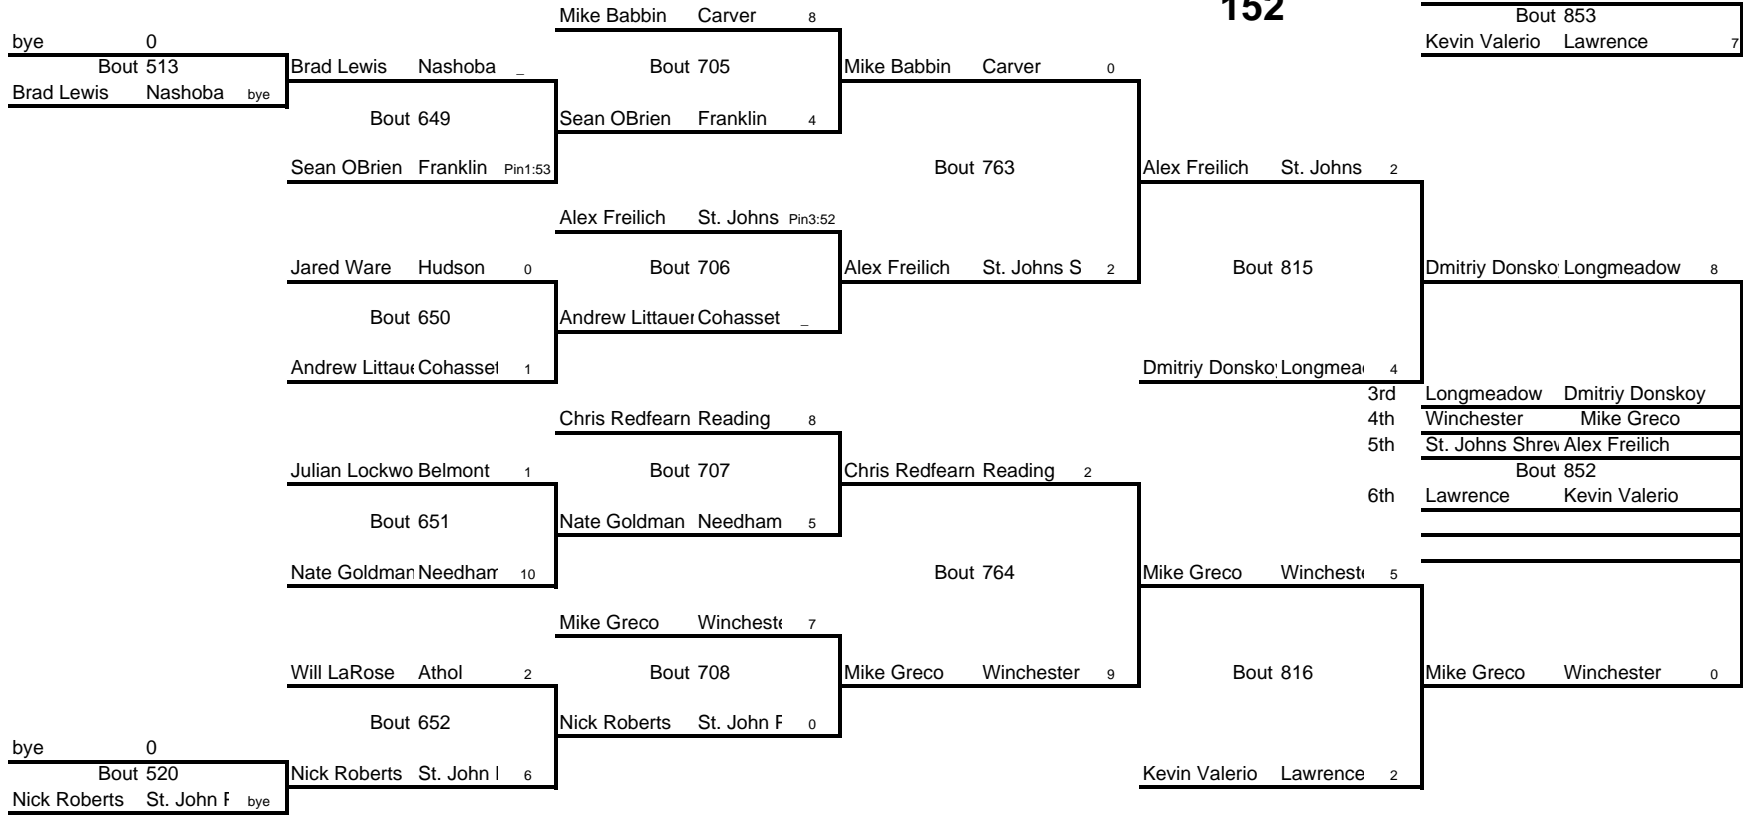 152
Mike Babbin Carver 8
Bout 853
bye 0
Kevin Valerio Lawrence 7
Bout 513
Brad Lewis Nashoba _
Bout 705
Mike Babbin Carver 0
Brad Lewis Nashoba bye
Bout 649
Sean OBrien Franklin 4
Sean OBrien Franklin Pin1:53
Bout 763
Alex Freilich St. Johns 2
Alex Freilich St. Johns Pin3:52
Jared Ware Hudson 0
Bout 706
Alex Freilich St. Johns S 2
Bout 815
Dmitriy Donsko Longmeadow 8
Bout 650
Andrew Littauer Cohasset _
Andrew Littaue Cohasset 1
Dmitriy Donskoy Longmea 4
3rd Longmeadow Dmitriy Donskoy
Chris Redfearn Reading 8
4th Winchester Mike Greco
5th St. Johns Shrew Alex Freilich
Julian Lockwo Belmont 1
Bout 707
Chris Redfearn Reading 2
Bout 852
6th Lawrence Kevin Valerio
Bout 651
Nate Goldman Needham 5
Nate Goldman Needham 10
Bout 764
Mike Greco Winchest 5
Mike Greco Winchest 7
Will LaRose Athol 2
Bout 708
Mike Greco Winchester 9
Bout 816
Mike Greco Winchester 0
Bout 652
Nick Roberts St. John 0
bye 0
Bout 520
Nick Roberts St. John 6
Kevin Valerio Lawrence 2
Nick Roberts St. John bye